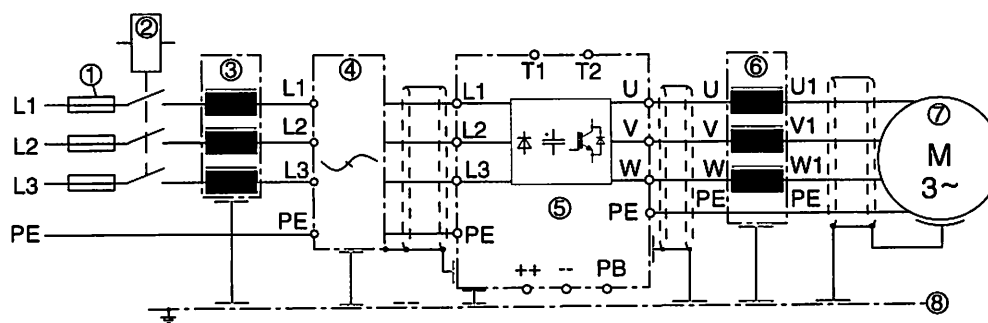 ② ③ ④ ⑥
① T1 T2
L1 L1 L1 U U U1 ⑦
L2 L2 L2 V V V1 M
L3 L3 L3 W W W1 3~
⑤
PE PE PE PE PE PE
++ -- PB
⑧